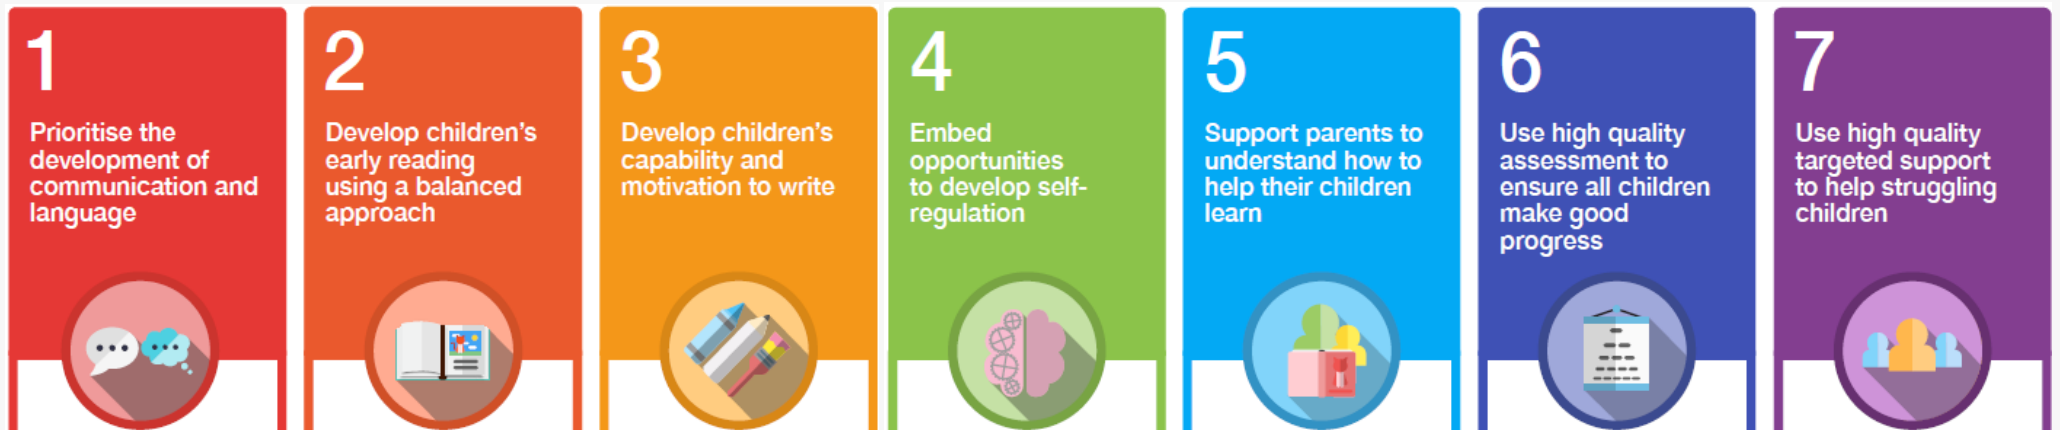 1
Prioritise the
development of
communication and
language
2
Develop children's
early reading
using a balanced
approach
3
Develop children's
capability and
motivation to write
4
Embed
opportunities
to develop self-
regulation
5
Support parents to
understand how to
help their children
learn
6
Use high quality
assessment to
ensure all children
make good
progress
7
Use high quality
targeted support
to help struggling
children